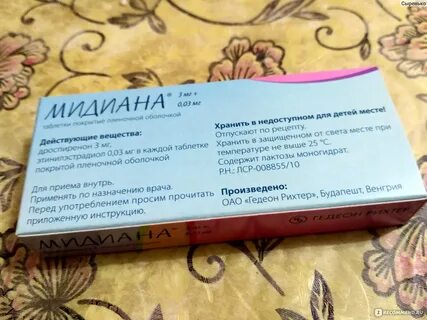 Сырецько
МИДИАНА®
3 мг +
0,03 мг
таблетки покрытые пленочной оболочкой
Действующие вещества:
дроспиренон 3 мг,
этинилэстрадиол 0,03 мг в каждой таблетке
покрытой пленочной оболочкой
Для приема внутрь.
Применять по назначению врача.
Перед употреблением просим прочитать
приложенную инструкцию.
Хранить в недоступном для детей месте!
Отпускают по рецепту.
Хранить в защищенном от света месте при
температуре не выше 25 °С.
Содержит лактозы моногидрат.
Р.Н.: ЛСР-008855/10
Произведено:
ОАО «Гедеон Рихтер», Будапешт, Венгрия
МИДИАНА®
ГЕДЕОН РИХТЕР
IRECOMMEND.RU